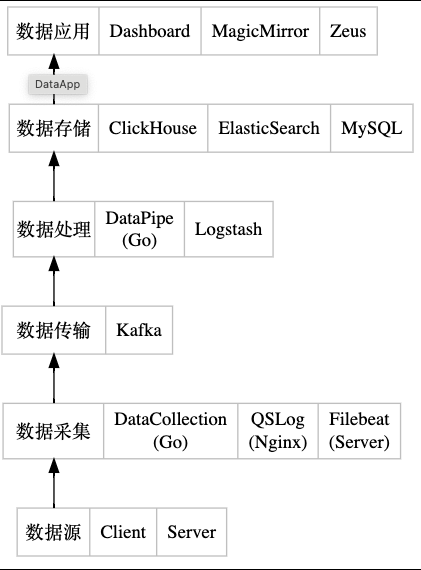 数据应用 Dashboard MagicMirror Zeus
DataApp
数据存储 ClickHouse ElasticSearch MySQL
数据处理 DataPipe (Go) Logstash
数据传输 Kafka
数据采集 DataCollection (Go) QSLog (Nginx) Filebeat (Server)
数据源 Client Server